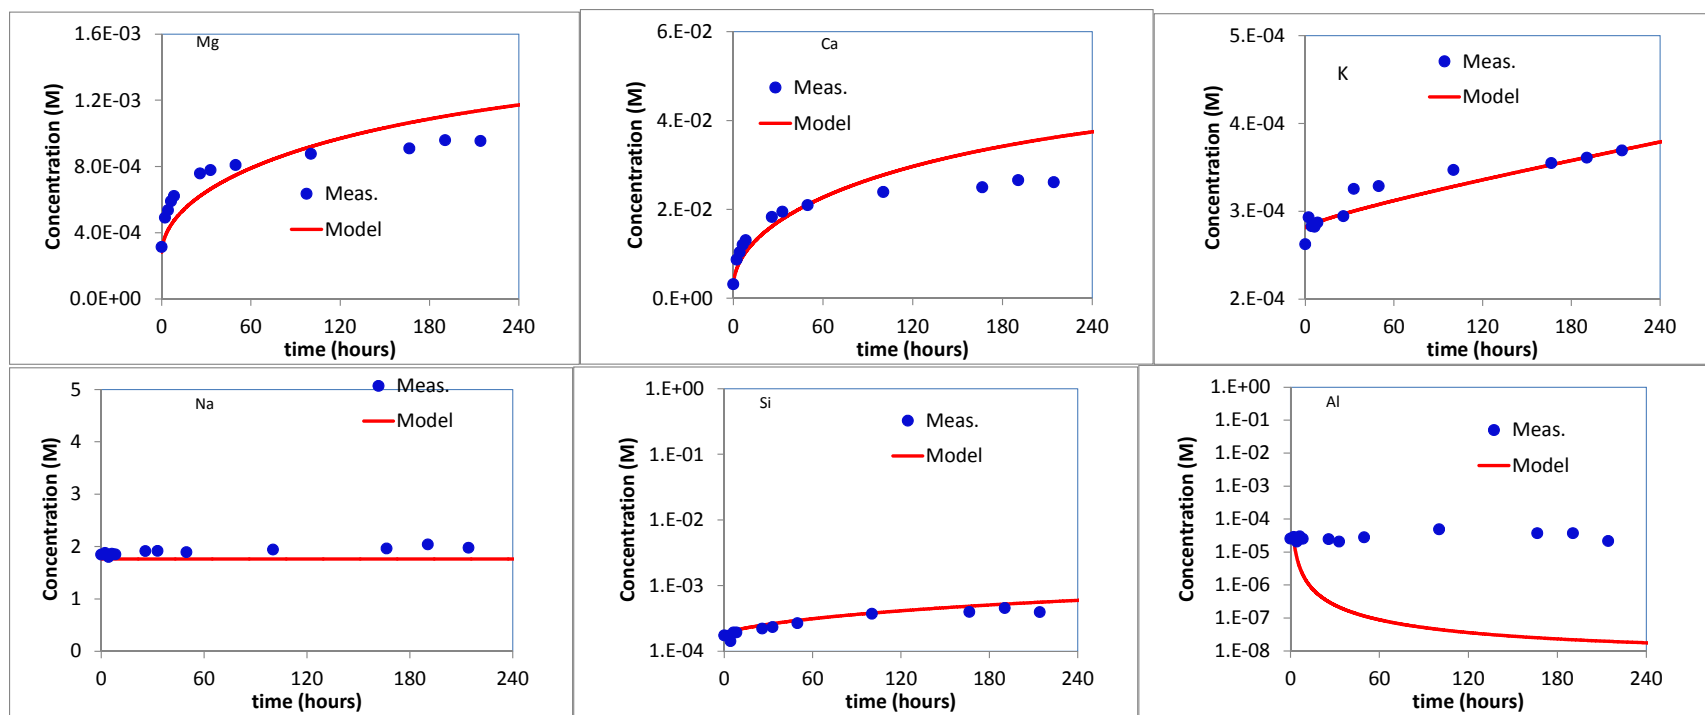 Mg
Concentration (M)
1.6E-03
1.2E-03
8.0E-04
4.0E-04
0.0E+00
Meas.
Model
0 60 120 180 240
time (hours)
Ca
Concentration (M)
6.E-02
4.E-02
2.E-02
0.E+00
Meas.
Model
0 60 120 180 240
time (hours)
K
Concentration (M)
5.E-04
4.E-04
3.E-04
2.E-04
Meas.
Model
0 60 120 180 240
time (hours)
Na
Concentration (M)
5
4
3
2
1
0
Meas.
Model
0 60 120 180 240
time (hours)
Si
Concentration (M)
1.E+00
1.E-01
1.E-02
1.E-03
1.E-04
Meas.
Model
0 60 120 180 240
time (hours)
Al
Concentration (M)
1.E+00
1.E-01
1.E-02
1.E-03
1.E-04
1.E-05
1.E-06
1.E-07
1.E-08
Meas.
Model
0 60 120 180 240
time (hours)